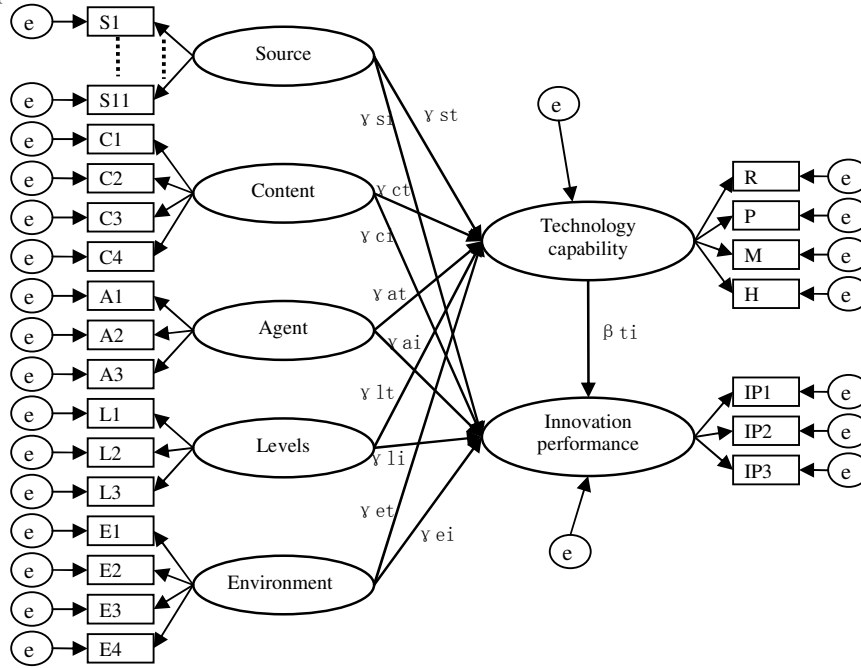 e
S1
Source
e
S11
γsi
γst
e
e
C1
e
C2
Content
γct
e
C3
γci
e
C4
Technology
capability
R
e
P
e
M
e
H
e
e
A1
γat
e
A2
Agent
γai
βti
e
A3
γlt
e
L1
e
L2
Levels
γli
e
L3
Innovation
performance
IP1
e
IP2
e
IP3
e
γet
γei
e
e
E1
e
E2
Environment
e
E3
e
E4